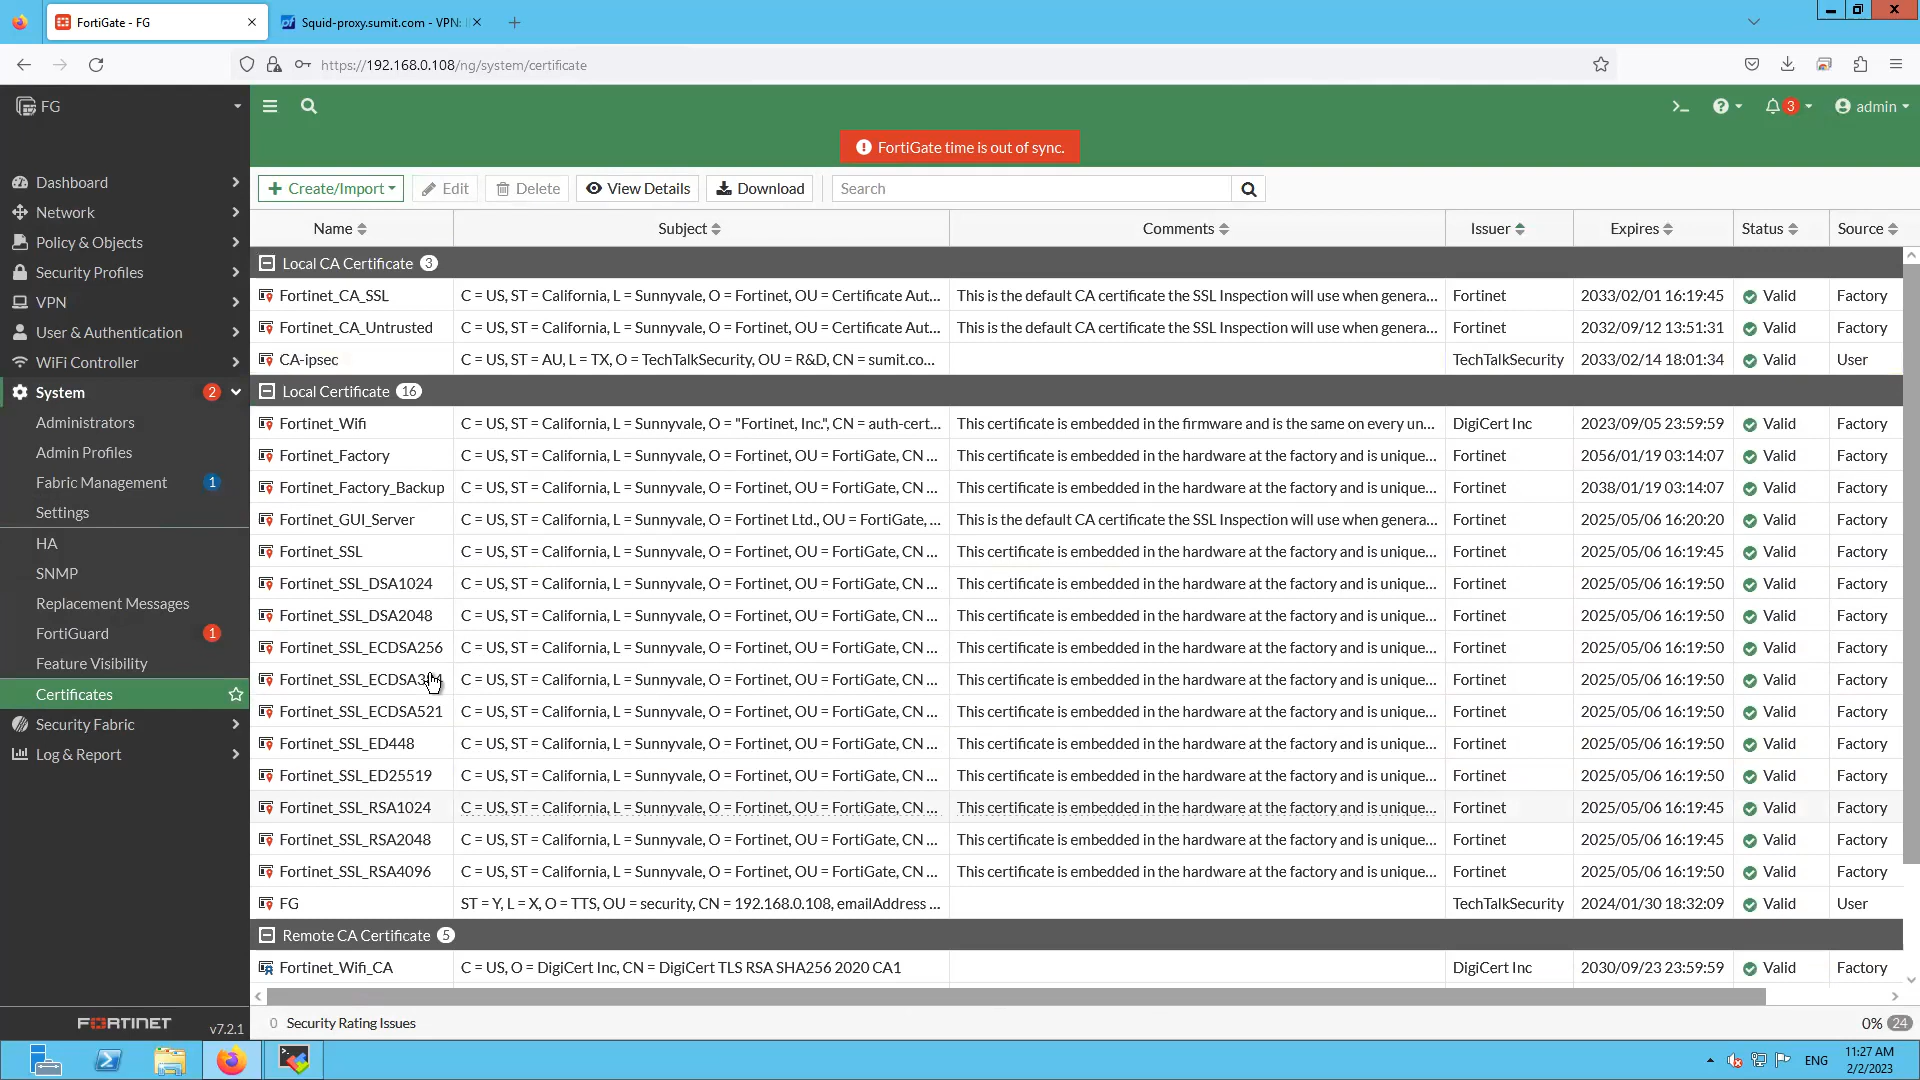 FortiGate - FG
Squid-proxy.sumit.com - VPN:
https://192.168.0.108/ng/system/certificate
FG
3
admin
FortiGate time is out of sync.
Dashboard
Network
Policy & Objects
Security Profiles
VPN
User & Authentication
WiFi Controller
System 2
Administrators
Admin Profiles
Fabric Management 1
Settings
HA
SNMP
Replacement Messages
FortiGuard 1
Feature Visibility
Certificates
Security Fabric
Log & Report
FORTINET v7.2.1
Create/Import Edit Delete View Details Download Search
Name Subject Comments Issuer Expires Status Source
Local CA Certificate 3
Fortinet_CA_SSL C = US, ST = California, L = Sunnyvale, O = Fortinet, OU = Certificate Aut... This is the default CA certificate the SSL Inspection will use when genera... Fortinet 2033/02/01 16:19:45 Valid Factory
Fortinet_CA_Untrusted C = US, ST = California, L = Sunnyvale, O = Fortinet, OU = Certificate Aut... This is the default CA certificate the SSL Inspection will use when genera... Fortinet 2032/09/12 13:51:31 Valid Factory
CA-ipsec C = US, ST = AU, L = TX, O = TechTalkSecurity, OU = R&D, CN = sumit.co... TechTalkSecurity 2033/02/14 18:01:34 Valid User
Local Certificate 16
Fortinet_Wifi C = US, ST = California, L = Sunnyvale, O = "Fortinet, Inc.", CN = auth-cert... This certificate is embedded in the firmware and is the same on every un... DigiCert Inc 2023/09/05 23:59:59 Valid Factory
Fortinet_Factory C = US, ST = California, L = Sunnyvale, O = Fortinet, OU = FortiGate, CN ... This certificate is embedded in the hardware at the factory and is unique... Fortinet 2056/01/19 03:14:07 Valid Factory
Fortinet_Factory_Backup C = US, ST = California, L = Sunnyvale, O = Fortinet, OU = FortiGate, CN ... This certificate is embedded in the hardware at the factory and is unique... Fortinet 2038/01/19 03:14:07 Valid Factory
Fortinet_GUI_Server C = US, ST = California, L = Sunnyvale, O = Fortinet Ltd., OU = FortiGate, ... This is the default CA certificate the SSL Inspection will use when genera... Fortinet 2025/05/06 16:20:20 Valid Factory
Fortinet_SSL C = US, ST = California, L = Sunnyvale, O = Fortinet, OU = FortiGate, CN ... This certificate is embedded in the hardware at the factory and is unique... Fortinet 2025/05/06 16:19:45 Valid Factory
Fortinet_SSL_DSA1024 C = US, ST = California, L = Sunnyvale, O = Fortinet, OU = FortiGate, CN ... This certificate is embedded in the hardware at the factory and is unique... Fortinet 2025/05/06 16:19:50 Valid Factory
Fortinet_SSL_DSA2048 C = US, ST = California, L = Sunnyvale, O = Fortinet, OU = FortiGate, CN ... This certificate is embedded in the hardware at the factory and is unique... Fortinet 2025/05/06 16:19:50 Valid Factory
Fortinet_SSL_ECDSA256 C = US, ST = California, L = Sunnyvale, O = Fortinet, OU = FortiGate, CN ... This certificate is embedded in the hardware at the factory and is unique... Fortinet 2025/05/06 16:19:50 Valid Factory
C = US, ST = California, L = Sunnyvale, O = Fortinet, OU = FortiGate, CN ... This certificate is embedded in the hardware at the factory and is unique... Fortinet 2025/05/06 16:19:50 Valid Factory
Fortinet_SSL_ECDSA521 C = US, ST = California, L = Sunnyvale, O = Fortinet, OU = FortiGate, CN ... This certificate is embedded in the hardware at the factory and is unique... Fortinet 2025/05/06 16:19:50 Valid Factory
Fortinet_SSL_ED448 C = US, ST = California, L = Sunnyvale, O = Fortinet, OU = FortiGate, CN ... This certificate is embedded in the hardware at the factory and is unique... Fortinet 2025/05/06 16:19:50 Valid Factory
Fortinet_SSL_ED25519 C = US, ST = California, L = Sunnyvale, O = Fortinet, OU = FortiGate, CN ... This certificate is embedded in the hardware at the factory and is unique... Fortinet 2025/05/06 16:19:50 Valid Factory
Fortinet_SSL_RSA1024 C = US, ST = California, L = Sunnyvale, O = Fortinet, OU = FortiGate, CN ... This certificate is embedded in the hardware at the factory and is unique... Fortinet 2025/05/06 16:19:45 Valid Factory
Fortinet_SSL_RSA2048 C = US, ST = California, L = Sunnyvale, O = Fortinet, OU = FortiGate, CN ... This certificate is embedded in the hardware at the factory and is unique... Fortinet 2025/05/06 16:19:45 Valid Factory
Fortinet_SSL_RSA4096 C = US, ST = California, L = Sunnyvale, O = Fortinet, OU = FortiGate, CN ... This certificate is embedded in the hardware at the factory and is unique... Fortinet 2025/05/06 16:19:50 Valid Factory
FG ST = Y, L = X, O = TTS, OU = security, CN = 192.168.0.108, emailAddress ... TechTalkSecurity 2024/01/30 18:32:09 Valid User
Remote CA Certificate 5
Fortinet_Wifi_CA C = US, O = DigiCert Inc, CN = DigiCert TLS RSA SHA256 2020 CA1 DigiCert Inc 2030/09/23 23:59:59 Valid Factory
0 Security Rating Issues 0% 24
ENG
11:27 AM
2/2/2023